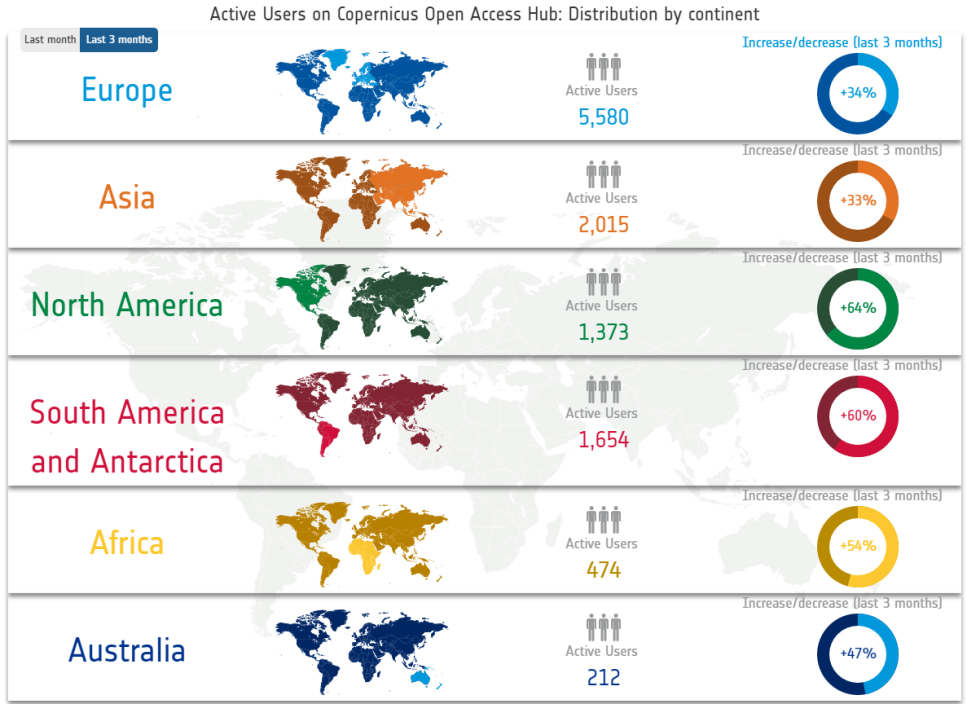 Active Users on Copernicus Open Access Hub: Distribution by continent
Last month Last 3 months
Increase/decrease (last 3 months)
Europe
Active Users
5,580
+34%
Increase/decrease (last 3 months)
Asia
Active Users
2,015
+33%
Increase/decrease (last 3 months)
North America
Active Users
1,373
+64%
Increase/decrease (last 3 months)
South America
and Antarctica
Active Users
1,654
+60%
Increase/decrease (last 3 months)
Africa
Active Users
474
+54%
Increase/decrease (last 3 months)
Australia
Active Users
212
+47%